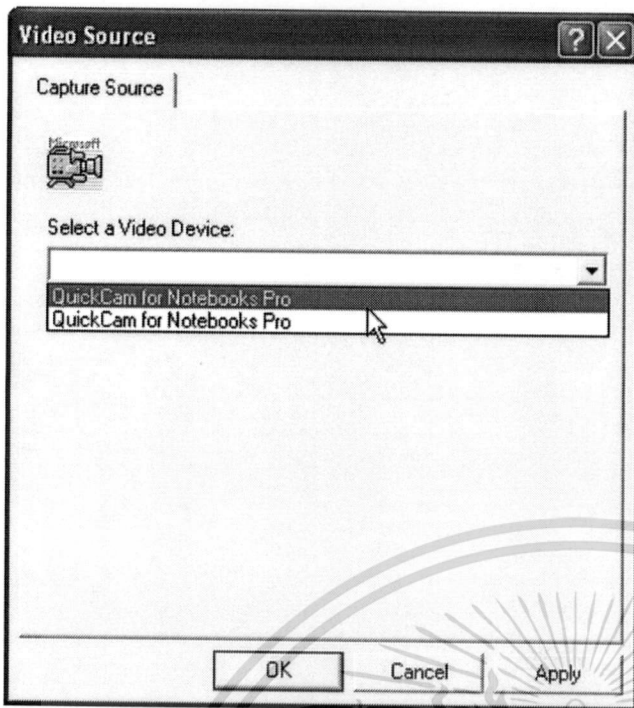 Video Source
Capture Source
Microsoft
Select a Video Device:
QuickCam for Notebooks Pro
QuickCam for Notebooks Pro
OK
Cancel
Apply